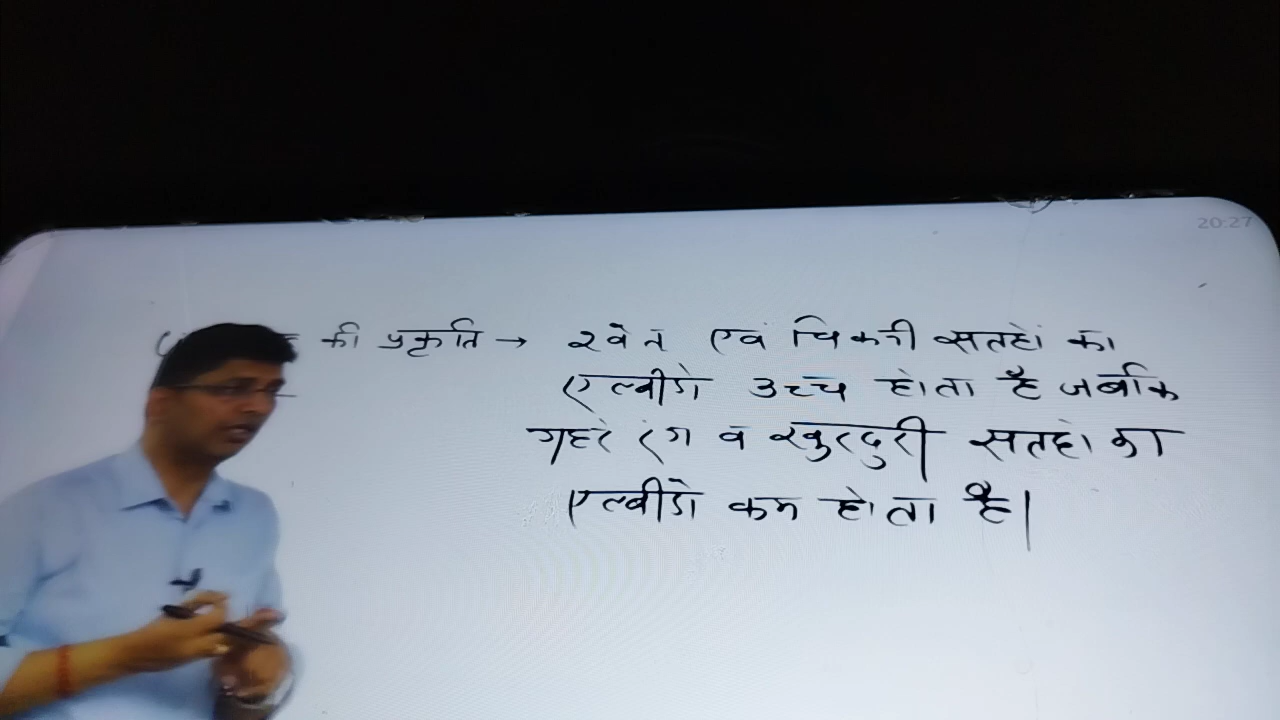 20:27
की प्रकृति → श्वेत एवं चिकनी सतहों का
एल्बीडो उच्च होता है जबकि
गहरे रंग व खुरदुरी सतहों का
एल्बीडो कम होता है।